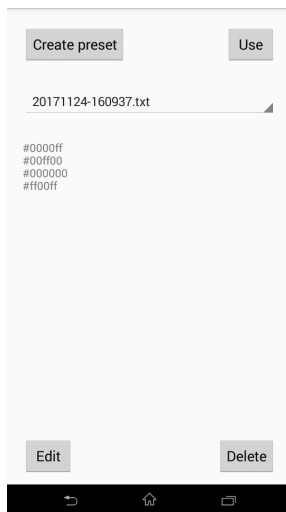 Create preset
Use
20171124-160937.txt
#0000ff
#00ff00
#000000
#ff00ff
Edit
Delete